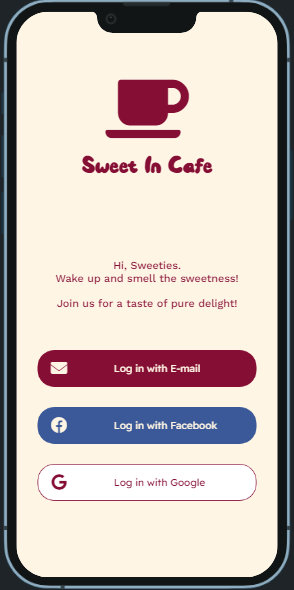 Sweet In Cafe
Hi, Sweeties.
Wake up and smell the sweetness!
Join us for a taste of pure delight!
Log in with E-mail
Log in with Facebook
Log in with Google